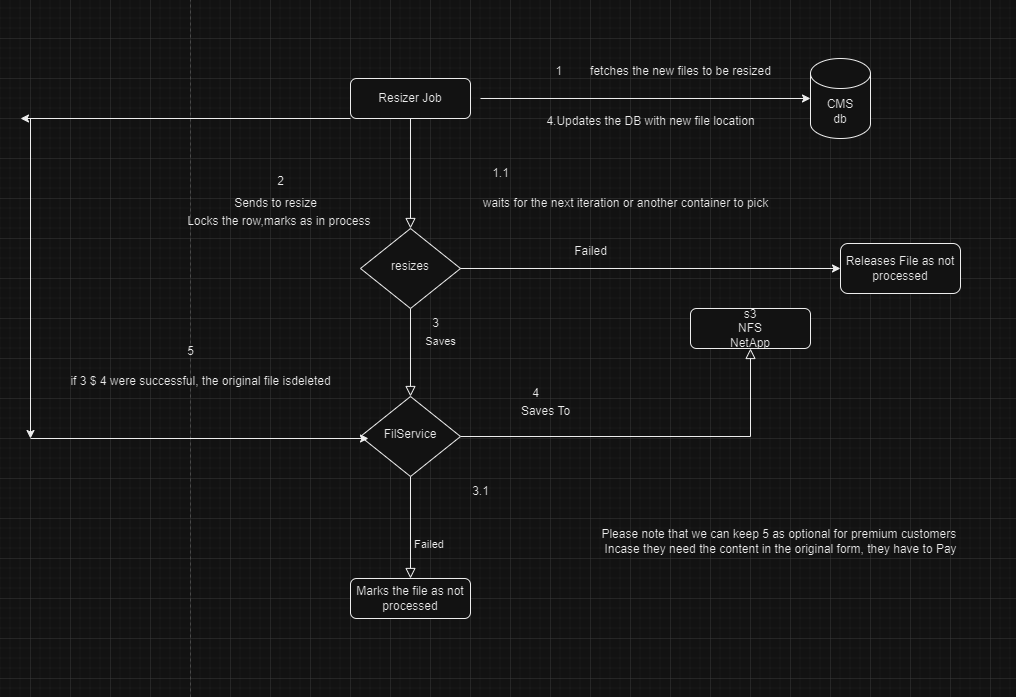 1 fetches the new files to be resized
Resizer Job
CMS
db
4.Updates the DB with new file location
1.1
2
Sends to resize
Locks the row,marks as in process
waits for the next iteration or another container to pick
Failed
resizes
Releases File as not
processed
s3
NFS
NetApp
3
Saves
5
if 3 $ 4 were successful, the original file isdeleted
4
Saves To
FilService
3.1
Please note that we can keep 5 as optional for premium customers
Incase they need the content in the original form, they have to Pay
Failed
Marks the file as not
processed